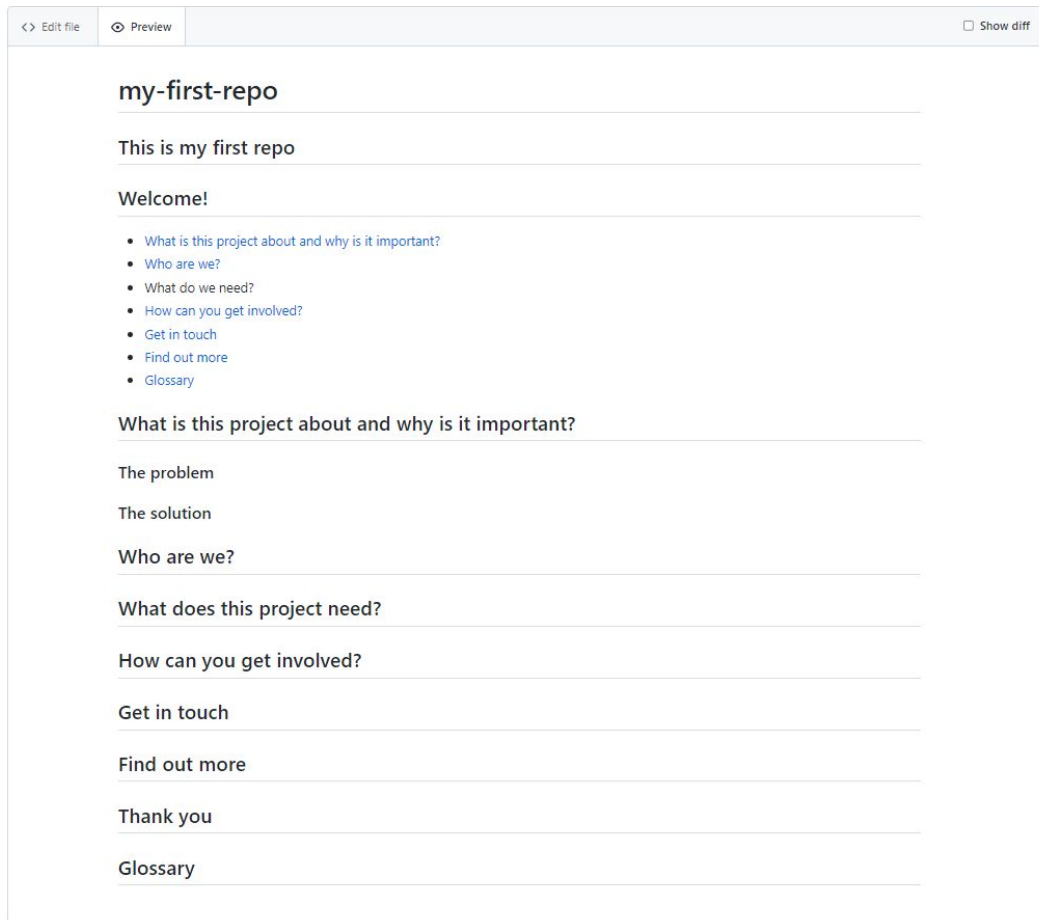 <> Edit file
Preview
Show diff
my-first-repo
This is my first repo
Welcome!
What is this project about and why is it important?
Who are we?
What do we need?
How can you get involved?
Get in touch
Find out more
Glossary
What is this project about and why is it important?
The problem
The solution
Who are we?
What does this project need?
How can you get involved?
Get in touch
Find out more
Thank you
Glossary